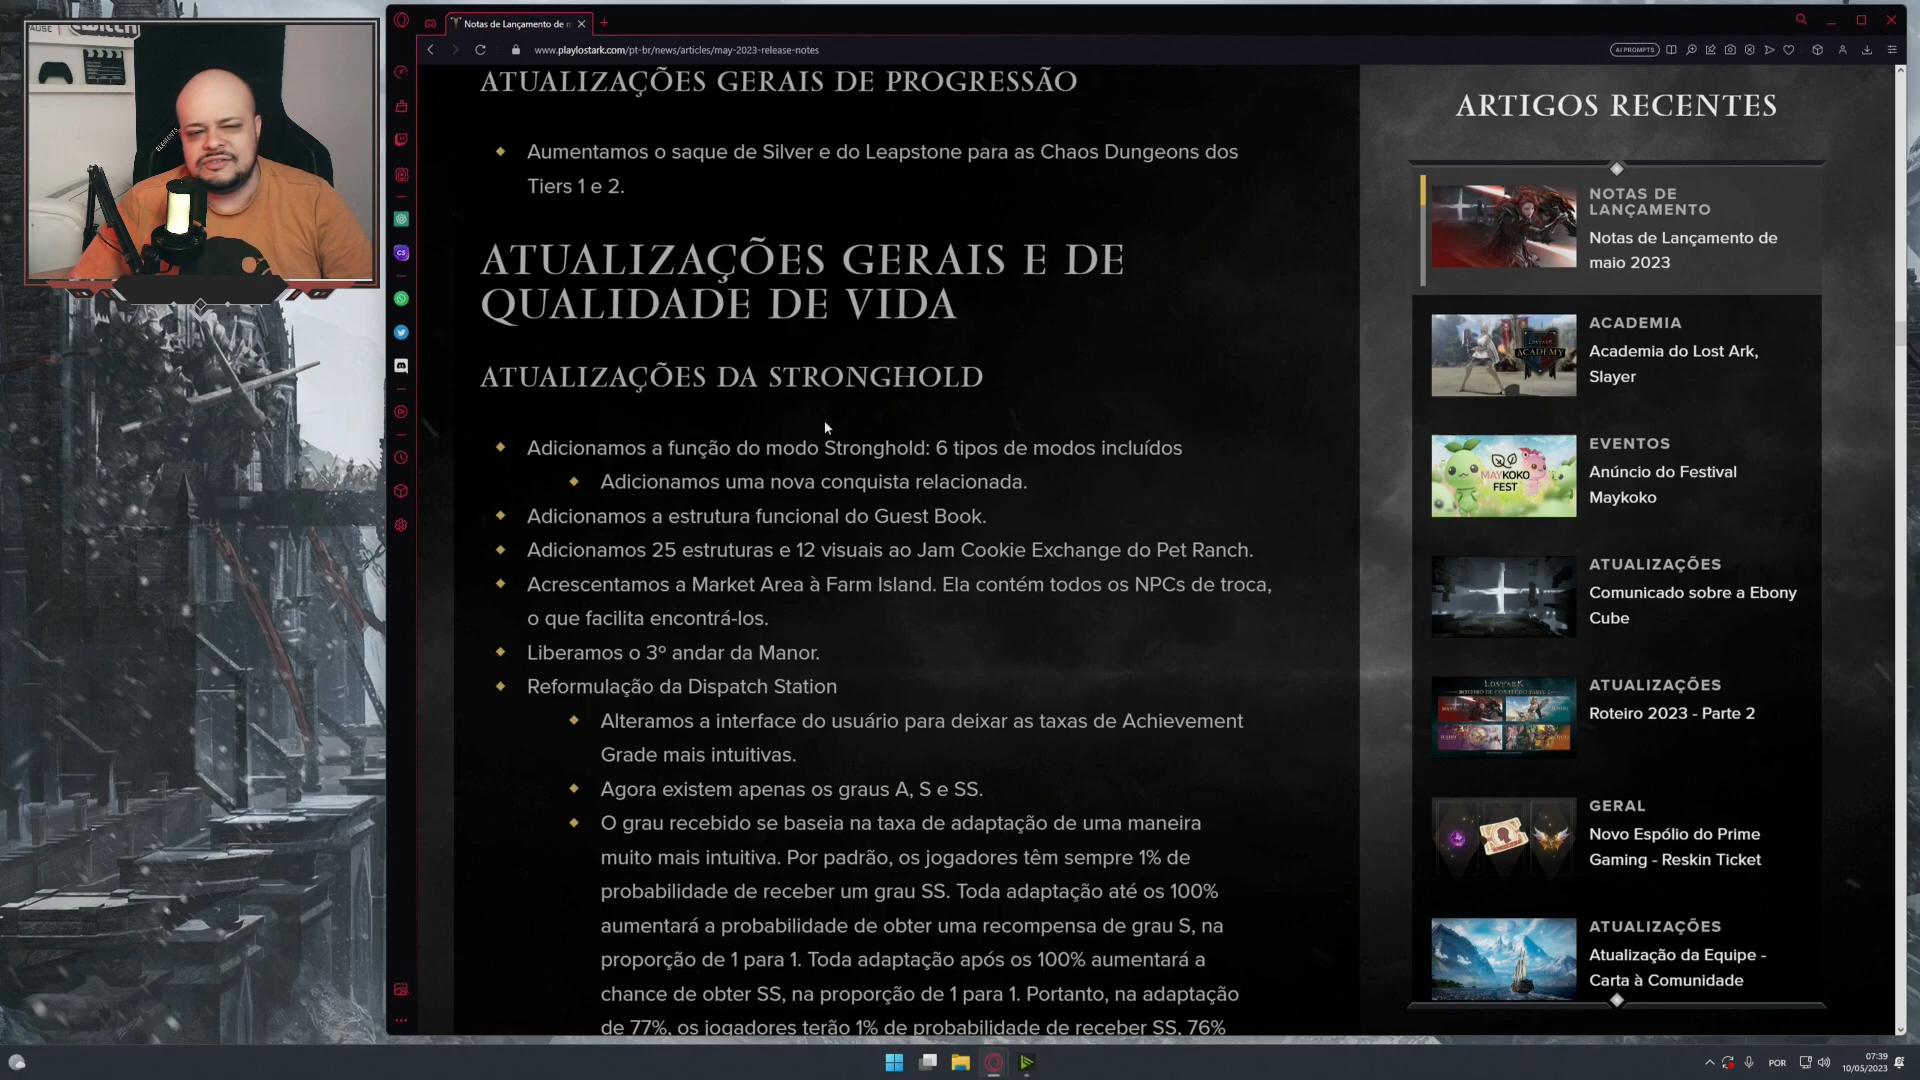 Notas de Lançamento de
www.playlostark.com/pt-br/news/articles/may-2023-release-notes
AI PROMPTS
ATUALIZAÇÕES GERAIS DE PROGRESSÃO
Aumentamos o saque de Silver e do Leapstone para as Chaos Dungeons dos
Tiers 1 e 2.
ATUALIZAÇÕES GERAIS E DE
QUALIDADE DE VIDA
ATUALIZAÇÕES DA STRONGHOLD
Adicionamos a função do modo Stronghold: 6 tipos de modos incluídos
Adicionamos uma nova conquista relacionada.
Adicionamos a estrutura funcional do Guest Book.
Adicionamos 25 estruturas e 12 visuais ao Jam Cookie Exchange do Pet Ranch.
Acrescentamos a Market Area à Farm Island. Ela contém todos os NPCs de troca,
o que facilita encontrá-los.
Liberamos o 3º andar da Manor.
Reformulação da Dispatch Station
Alteramos a interface do usuário para deixar as taxas de Achievement
Grade mais intuitivas.
Agora existem apenas os graus A, S e SS.
O grau recebido se baseia na taxa de adaptação de uma maneira
muito mais intuitiva. Por padrão, os jogadores têm sempre 1% de
probabilidade de receber um grau SS. Toda adaptação até os 100%
aumentará a probabilidade de obter uma recompensa de grau S, na
proporção de 1 para 1. Toda adaptação após os 100% aumentará a
chance de obter SS, na proporção de 1 para 1. Portanto, na adaptação
de 77%, os jogadores terão 1% de probabilidade de receber SS, 76%
ARTIGOS RECENTES
NOTAS DE
LANÇAMENTO
Notas de Lançamento de
maio 2023
ACADEMY
ACADEMIA
Academia do Lost Ark,
Slayer
MAYKOKO
FEST
EVENTOS
Anúncio do Festival
Maykoko
ATUALIZAÇÕES
Comunicado sobre a Ebony
Cube
LOST ARK
ATUALIZAÇÕES
Roteiro 2023 - Parte 2
GERAL
Novo Espólio do Prime
Gaming - Reskin Ticket
ATUALIZAÇÕES
Atualização da Equipe -
Carta à Comunidade
ELEMENTS
CS
POR
07:39
10/05/2023